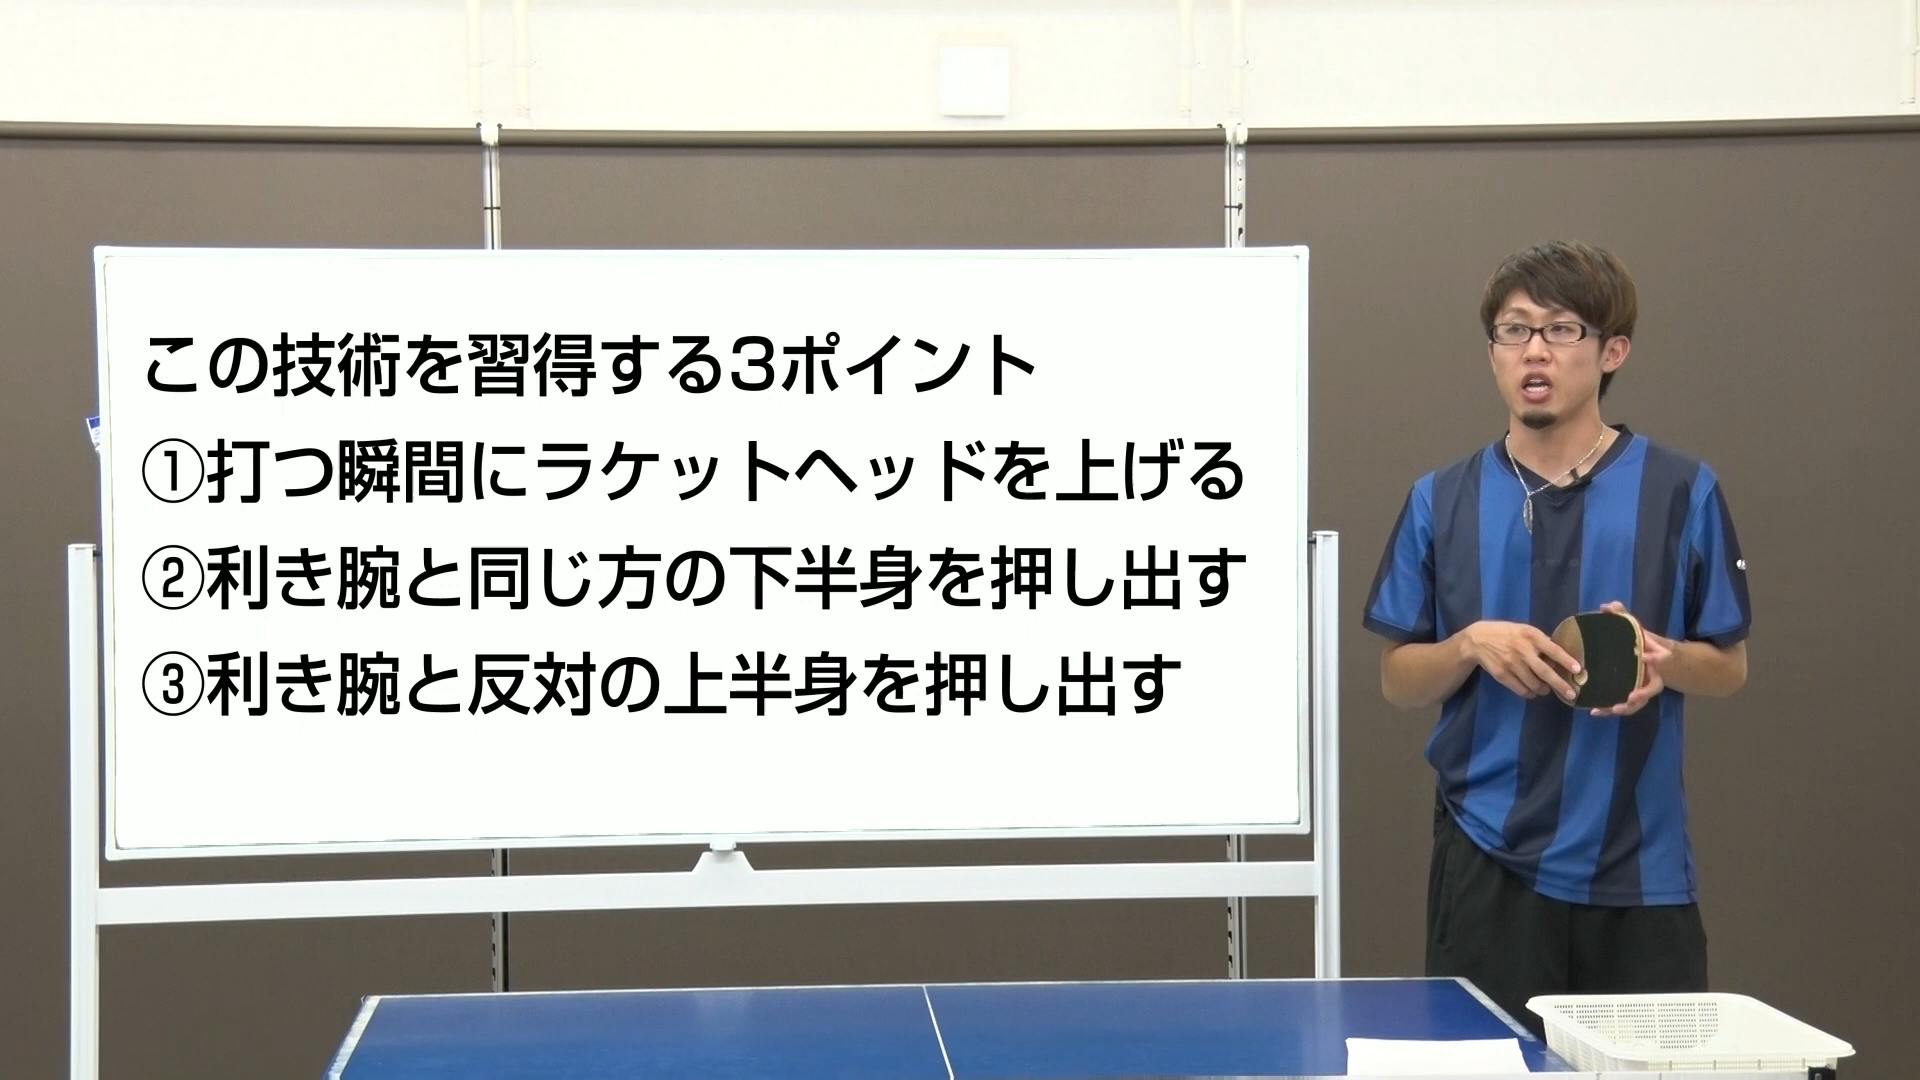 この技術を習得する3ポイント
①打つ瞬間にラケットヘッドを上げる
②利き腕と同じ方の下半身を押し出す
③利き腕と反対の上半身を押し出す